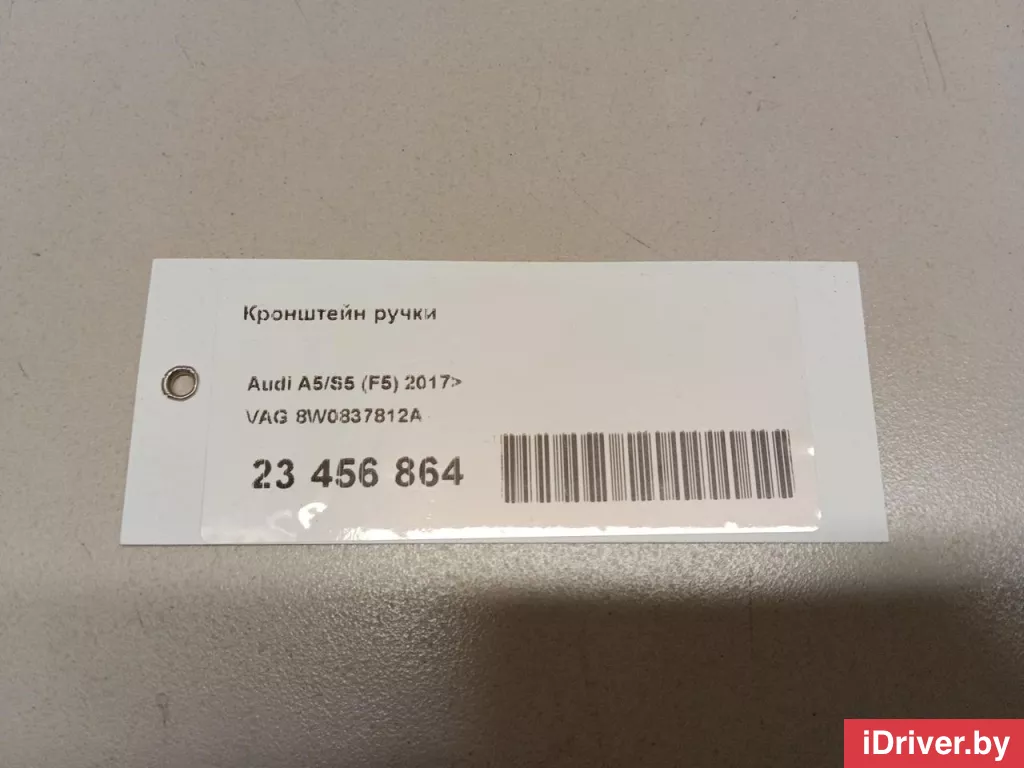 Кронштейн ручки
Audi A5/S5 (F5) 2017>
VAG 8W0837812A
23 456 864
iDriver.by